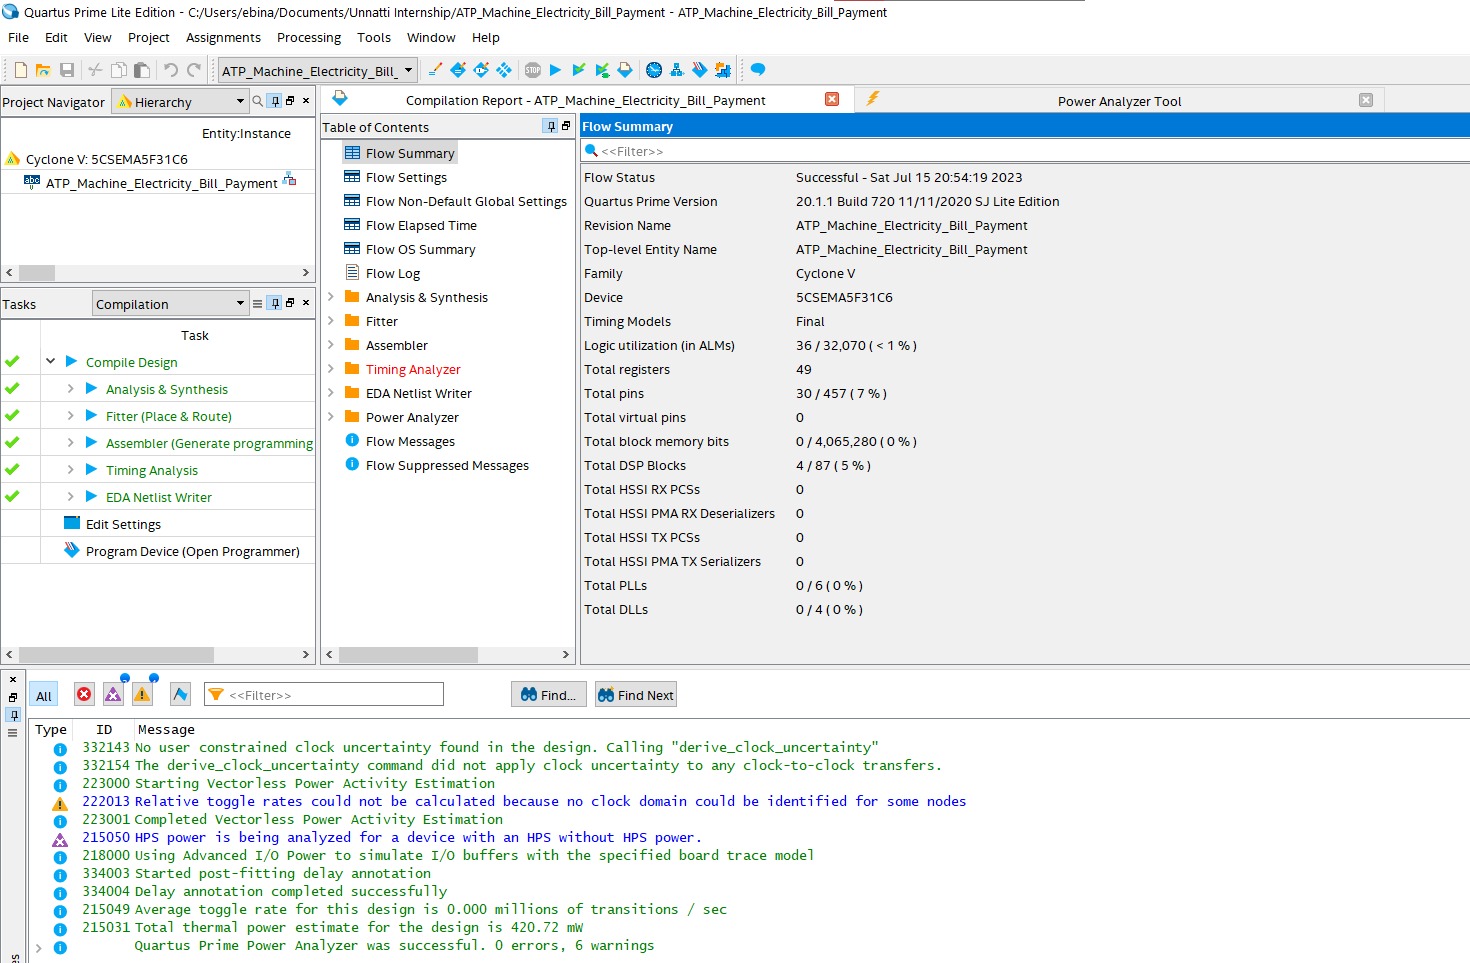 Quartus Prime Lite Edition - C:/Users/ebina/Documents/Unnatti Internship/ATP_Machine_Electricity_Bill_Payment - ATP_Machine_Electricity_Bill_Payment
File Edit View Project Assignments Processing Tools Window Help
ATP_Machine_Electricity_Bill_
STOP
Project Navigator Hierarchy
Entity:Instance
Cyclone V: 5CSEMA5F31C6
abc ATP_Machine_Electricity_Bill_Payment
Tasks Compilation
Task
Compile Design
Analysis & Synthesis
Fitter (Place & Route)
Assembler (Generate programming
Timing Analysis
EDA Netlist Writer
Edit Settings
Program Device (Open Programmer)
Compilation Report - ATP_Machine_Electricity_Bill_Payment
Power Analyzer Tool
Table of Contents
Flow Summary
Flow Settings
Flow Non-Default Global Settings
Flow Elapsed Time
Flow OS Summary
Flow Log
Analysis & Synthesis
Fitter
Assembler
Timing Analyzer
EDA Netlist Writer
Power Analyzer
Flow Messages
Flow Suppressed Messages
Flow Summary
<<Filter>>
Flow Status Successful - Sat Jul 15 20:54:19 2023
Quartus Prime Version 20.1.1 Build 720 11/11/2020 SJ Lite Edition
Revision Name ATP_Machine_Electricity_Bill_Payment
Top-level Entity Name ATP_Machine_Electricity_Bill_Payment
Family Cyclone V
Device 5CSEMA5F31C6
Timing Models Final
Logic utilization (in ALMs) 36 / 32,070 ( < 1 % )
Total registers 49
Total pins 30 / 457 ( 7 % )
Total virtual pins 0
Total block memory bits 0 / 4,065,280 ( 0 % )
Total DSP Blocks 4 / 87 ( 5 % )
Total HSSI RX PCSs 0
Total HSSI PMA RX Deserializers 0
Total HSSI TX PCSs 0
Total HSSI PMA TX Serializers 0
Total PLLs 0 / 6 ( 0 % )
Total DLLs 0 / 4 ( 0 % )
All <<Filter>> Find... Find Next
Type ID Message
332143 No user constrained clock uncertainty found in the design. Calling "derive_clock_uncertainty"
332154 The derive_clock_uncertainty command did not apply clock uncertainty to any clock-to-clock transfers.
223000 Starting Vectorless Power Activity Estimation
222013 Relative toggle rates could not be calculated because no clock domain could be identified for some nodes
223001 Completed Vectorless Power Activity Estimation
215050 HPS power is being analyzed for a device with an HPS without HPS power.
218000 Using Advanced I/O Power to simulate I/O buffers with the specified board trace model
334003 Started post-fitting delay annotation
334004 Delay annotation completed successfully
215049 Average toggle rate for this design is 0.000 millions of transitions / sec
215031 Total thermal power estimate for the design is 420.72 mW
Quartus Prime Power Analyzer was successful. 0 errors, 6 warnings